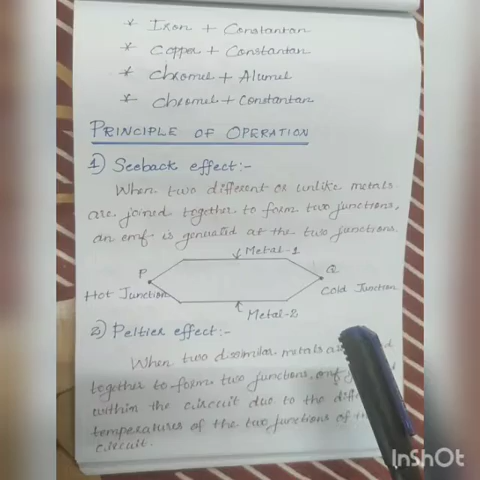 * Iron + Constantan
* Copper + Constantan
* Chromel + Alumel
* Chromel + Constantan
PRINCIPLE OF OPERATION
1) Seeback effect:-
When two different or unlike metals
are joined together to form two junctions,
an emf is genrated at the two junctions.
Metal-1
P
Q
Hot Junction
Cold Junction
Metal-2
2) Peltier effect:-
When two dissimilar metals
together to form two junctions, emf
within the circuit due to the
temperatures of the two junctions of
circuit.
InShOt